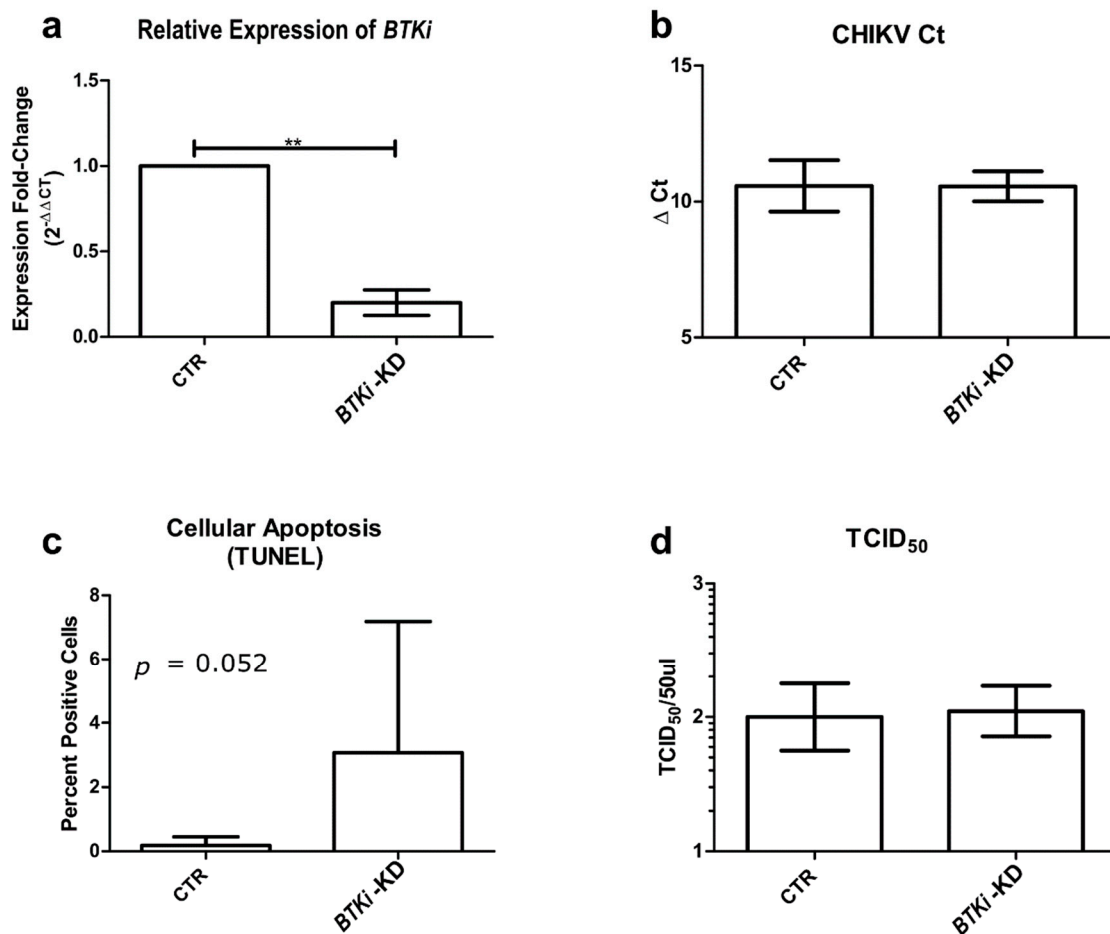 a
Relative Expression of BTKi
Expression Fold-Change
(2-ΔΔCT)
1.5
1.0
0.5
0.0
**
CTR
BTKi -KD
b
CHIKV Ct
Δ Ct
15
10
5
CTR
BTKi -KD
c
Cellular Apoptosis
(TUNEL)
Percent Positive Cells
8
6
4
2
0
p = 0.052
CTR
BTKi -KD
d
TCID50
TCID50/50ul
3
2
1
CTR
BTKi -KD